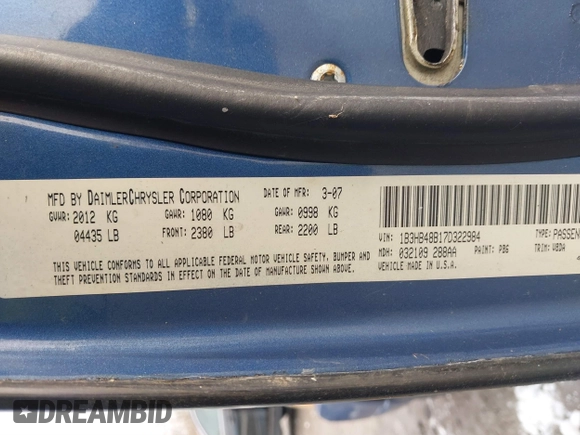 MFD BY DAIMLERCHRYSLER CORPORATION DATE OF MFR: 3-07
GVWR: 2012 KG GAWR: 1080 KG GAWR: 0998 KG
04435 LB FRONT: 2380 LB REAR: 2200 LB
THIS VEHICLE CONFORMS TO ALL APPLICABLE FEDERAL MOTOR VEHICLE SAFETY, BUMPER, AND
THEFT PREVENTION STANDARDS IN EFFECT ON THE DATE OF MANUFACTURE SHOWN ABOVE.
VIN: 1B3HB48B17D322984 TYPE: PASSEN
MDH: 032109 288AA PAINT: PBG TRIM: VBDA
VEHICLE MADE IN U.S.A.
DREAMBID